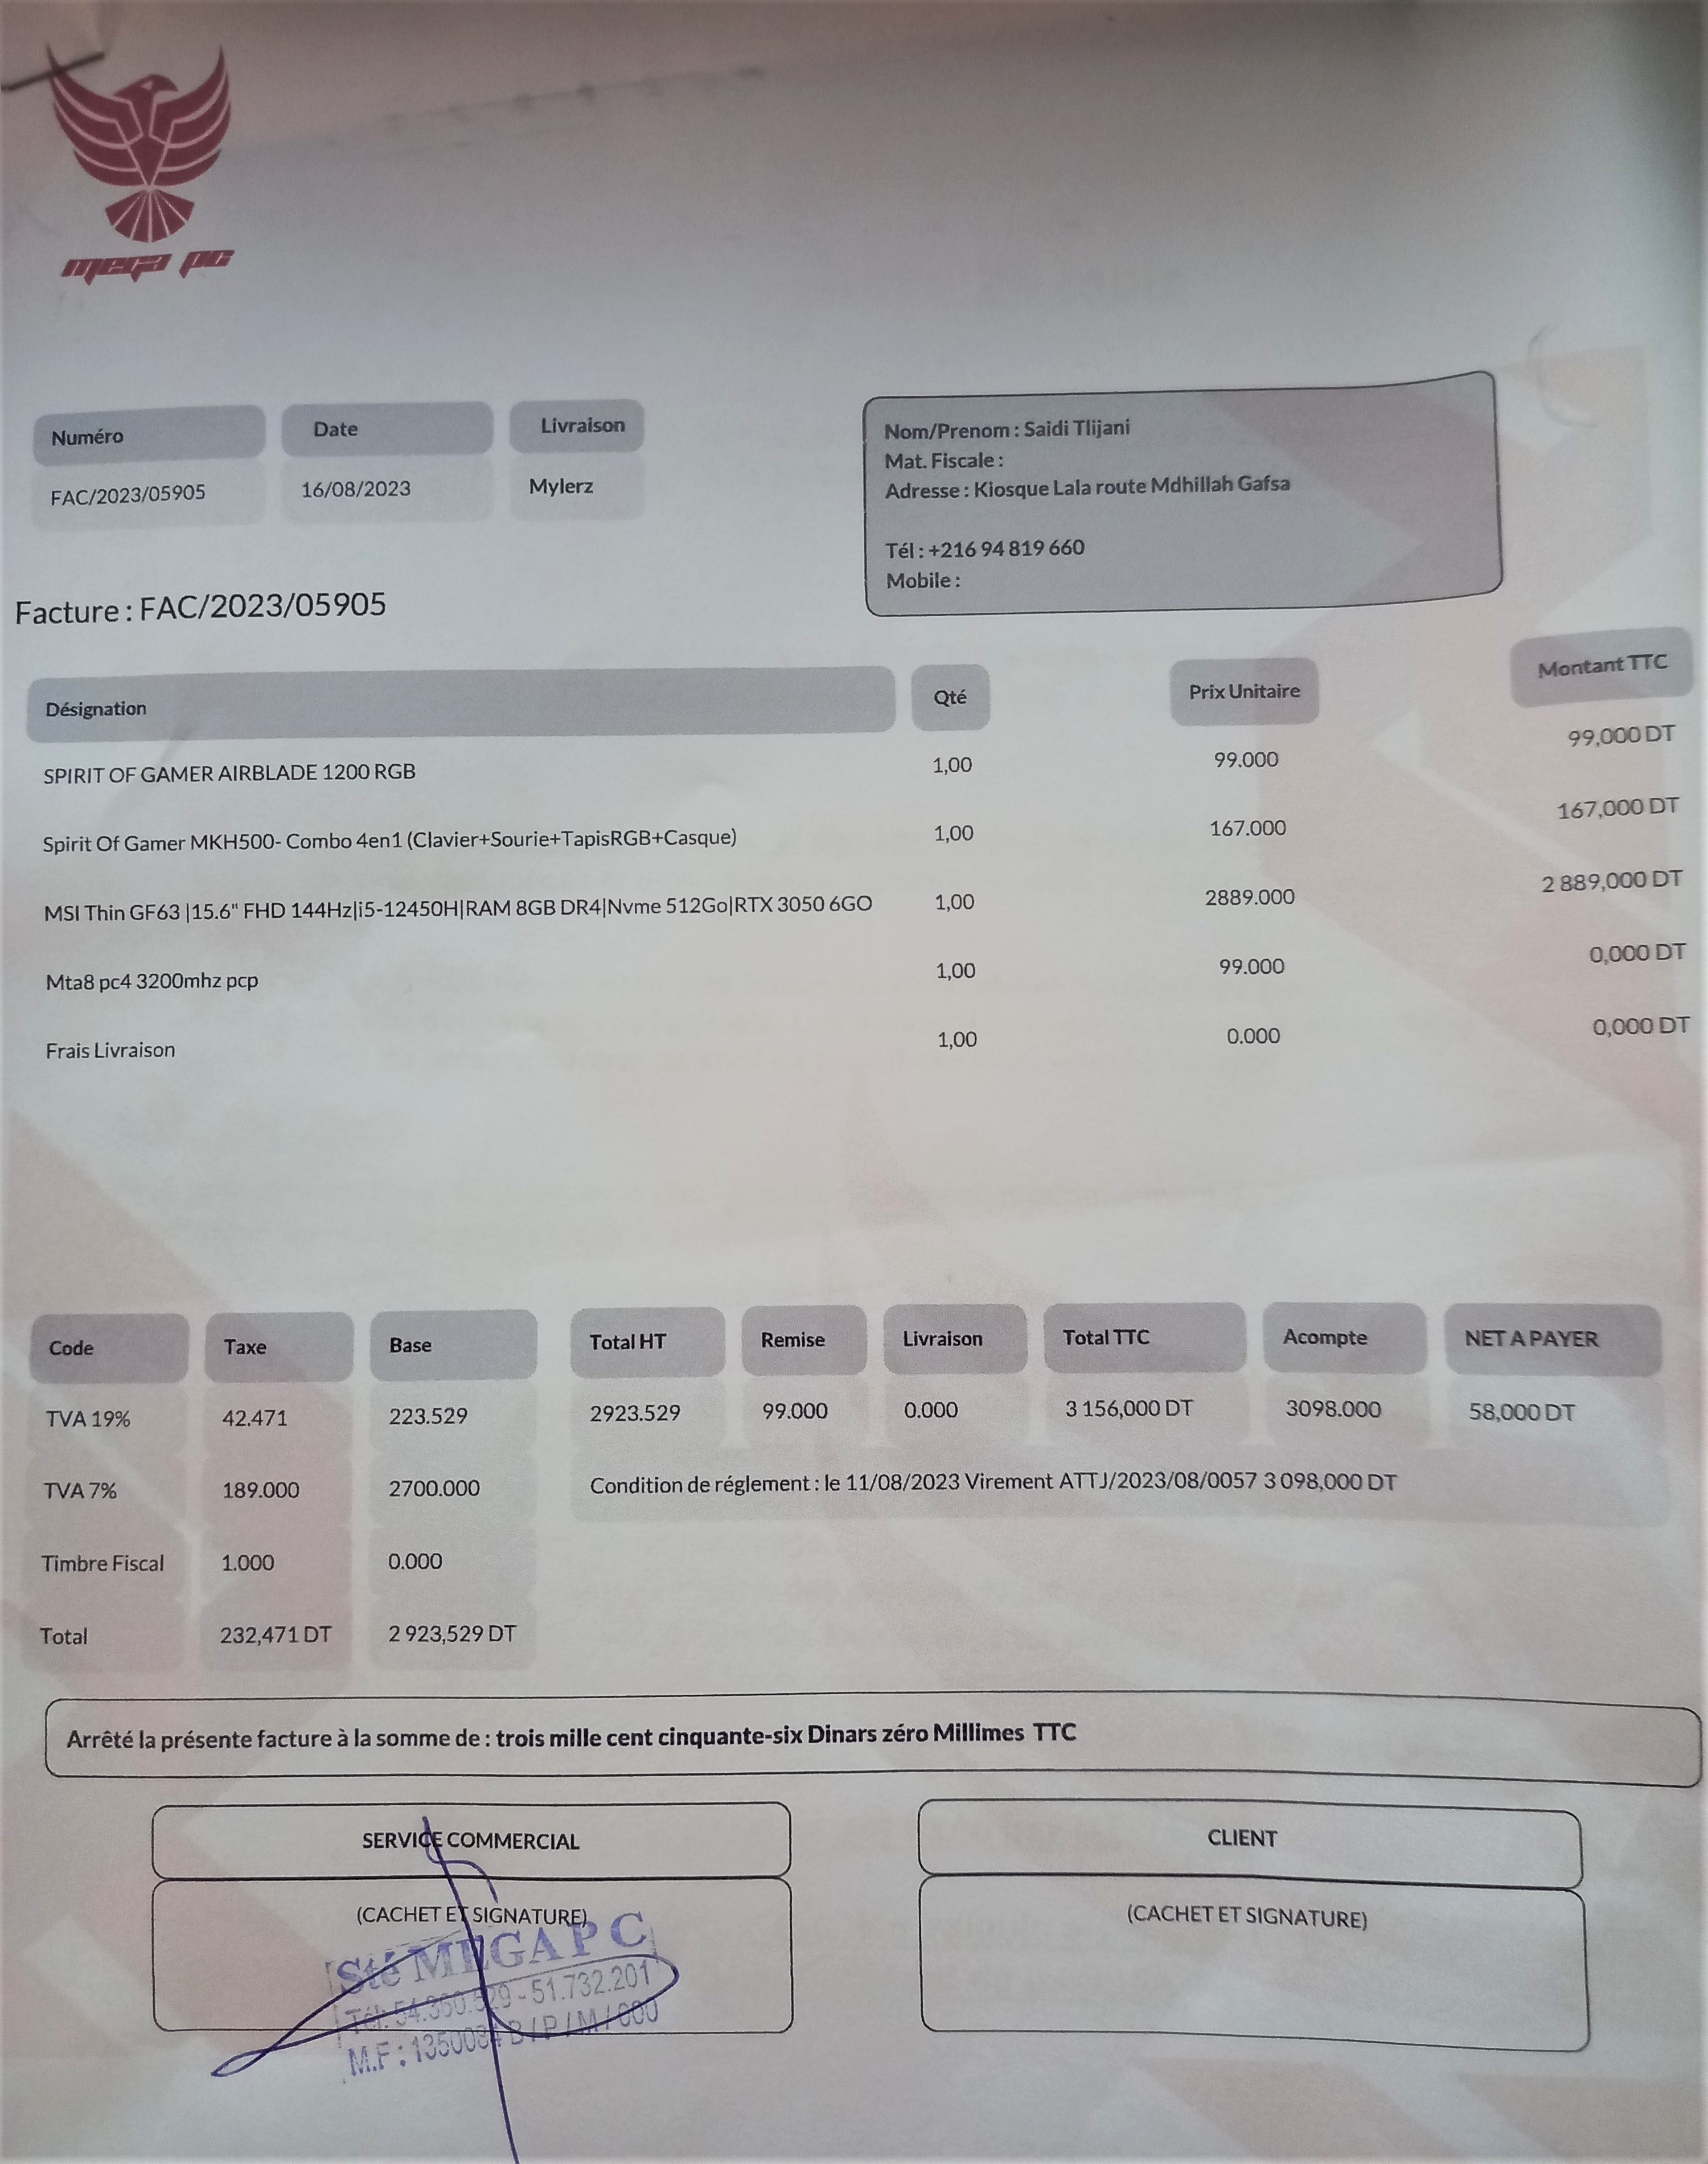 mega pc
Numéro Date Livraison
FAC/2023/05905 16/08/2023 Mylerz
Nom/Prenom : Saidi Tlijani
Mat. Fiscale :
Adresse : Kiosque Lala route Mdhillah Gafsa
Tél : +216 94 819 660
Mobile :
Facture : FAC/2023/05905
Désignation Qté Prix Unitaire Montant TTC
SPIRIT OF GAMER AIRBLADE 1200 RGB 1,00 99.000 99,000 DT
Spirit Of Gamer MKH500- Combo 4en1 (Clavier+Sourie+TapisRGB+Casque) 1,00 167.000 167,000 DT
MSI Thin GF63 |15.6" FHD 144Hz|i5-12450H|RAM 8GB DR4|Nvme 512Go|RTX 3050 6GO 1,00 2889.000 2 889,000 DT
Mta8 pc4 3200mhz pcp 1,00 99.000 0,000 DT
Frais Livraison 1,00 0.000 0,000 DT
Code Taxe Base Total HT Remise Livraison Total TTC Acompte NET A PAYER
TVA 19% 42.471 223.529 2923.529 99.000 0.000 3 156,000 DT 3098.000 58,000 DT
TVA 7% 189.000 2700.000 Condition de réglement : le 11/08/2023 Virement ATTJ/2023/08/0057 3 098,000 DT
Timbre Fiscal 1.000 0.000
Total 232,471 DT 2 923,529 DT
Arrêté la présente facture à la somme de : trois mille cent cinquante-six Dinars zéro Millimes TTC
SERVICE COMMERCIAL CLIENT
(CACHET ET SIGNATURE) (CACHET ET SIGNATURE)
Sté MEGA PC
Tél: 54.360.529 - 51.732.201
M.F : 1350084 B / P / M / 000